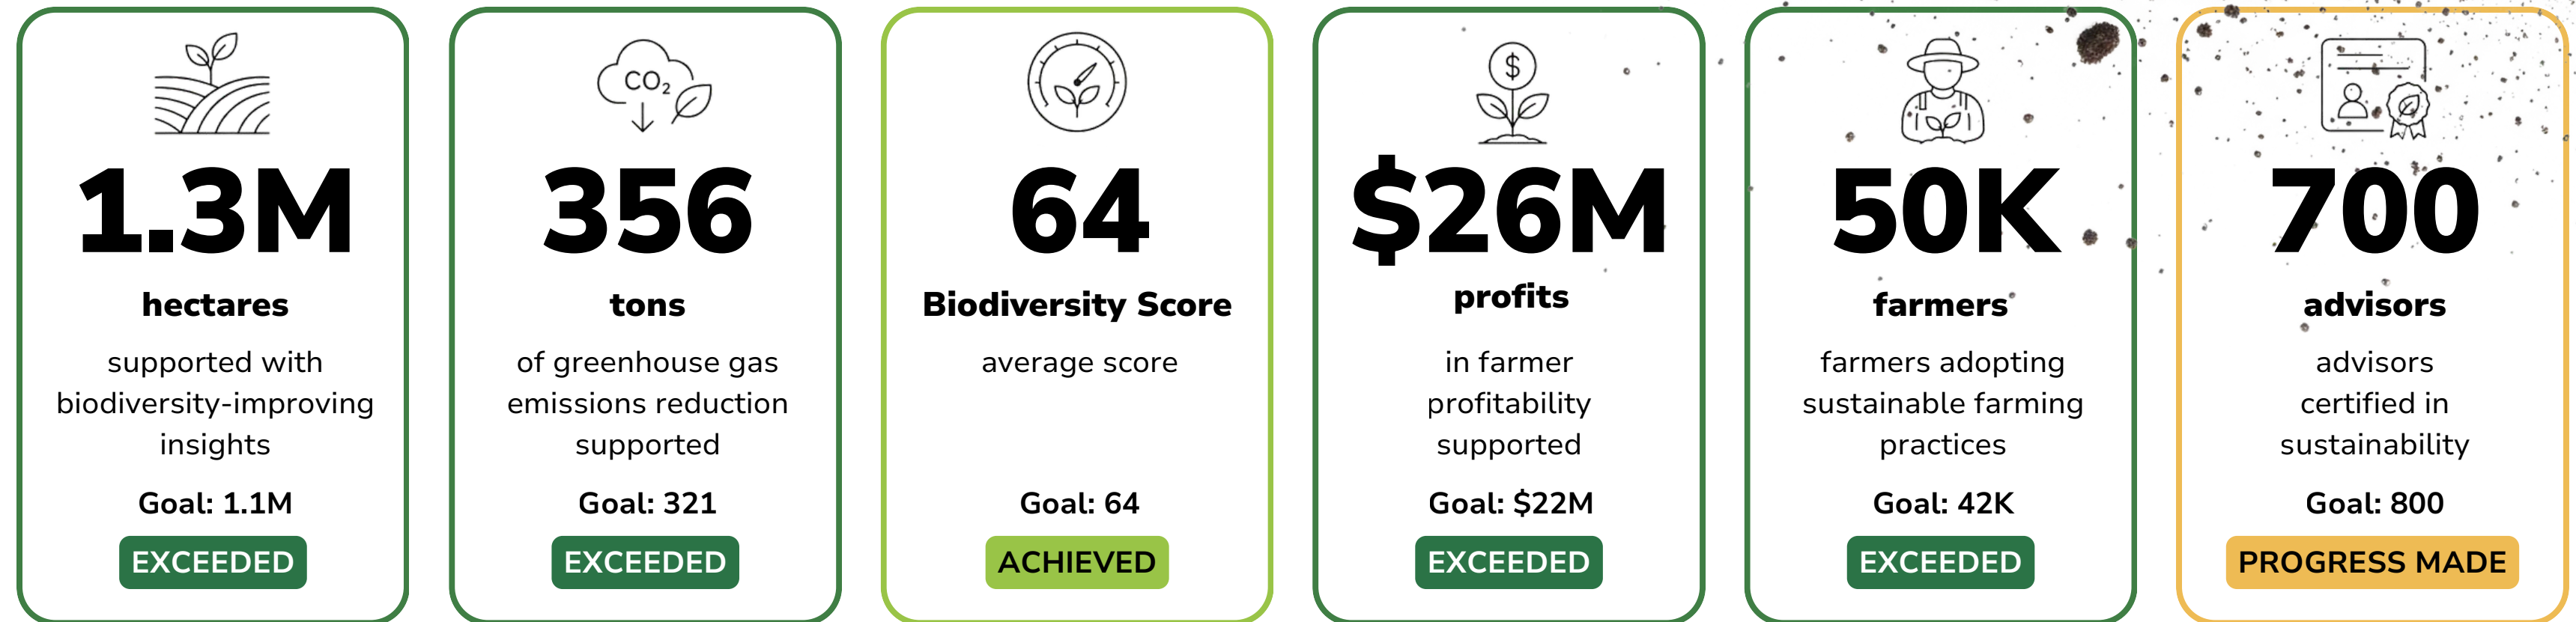 1.3M
hectares
supported with
biodiversity-improving
insights
Goal: 1.1M
EXCEEDED
CO₂
356
tons
of greenhouse gas
emissions reduction
supported
Goal: 321
EXCEEDED
64
Biodiversity Score
average score
Goal: 64
ACHIEVED
$
$26M
profits
in farmer
profitability
supported
Goal: $22M
EXCEEDED
50K
farmers
farmers adopting
sustainable farming
practices
Goal: 42K
EXCEEDED
700
advisors
advisors
certified in
sustainability
Goal: 800
PROGRESS MADE